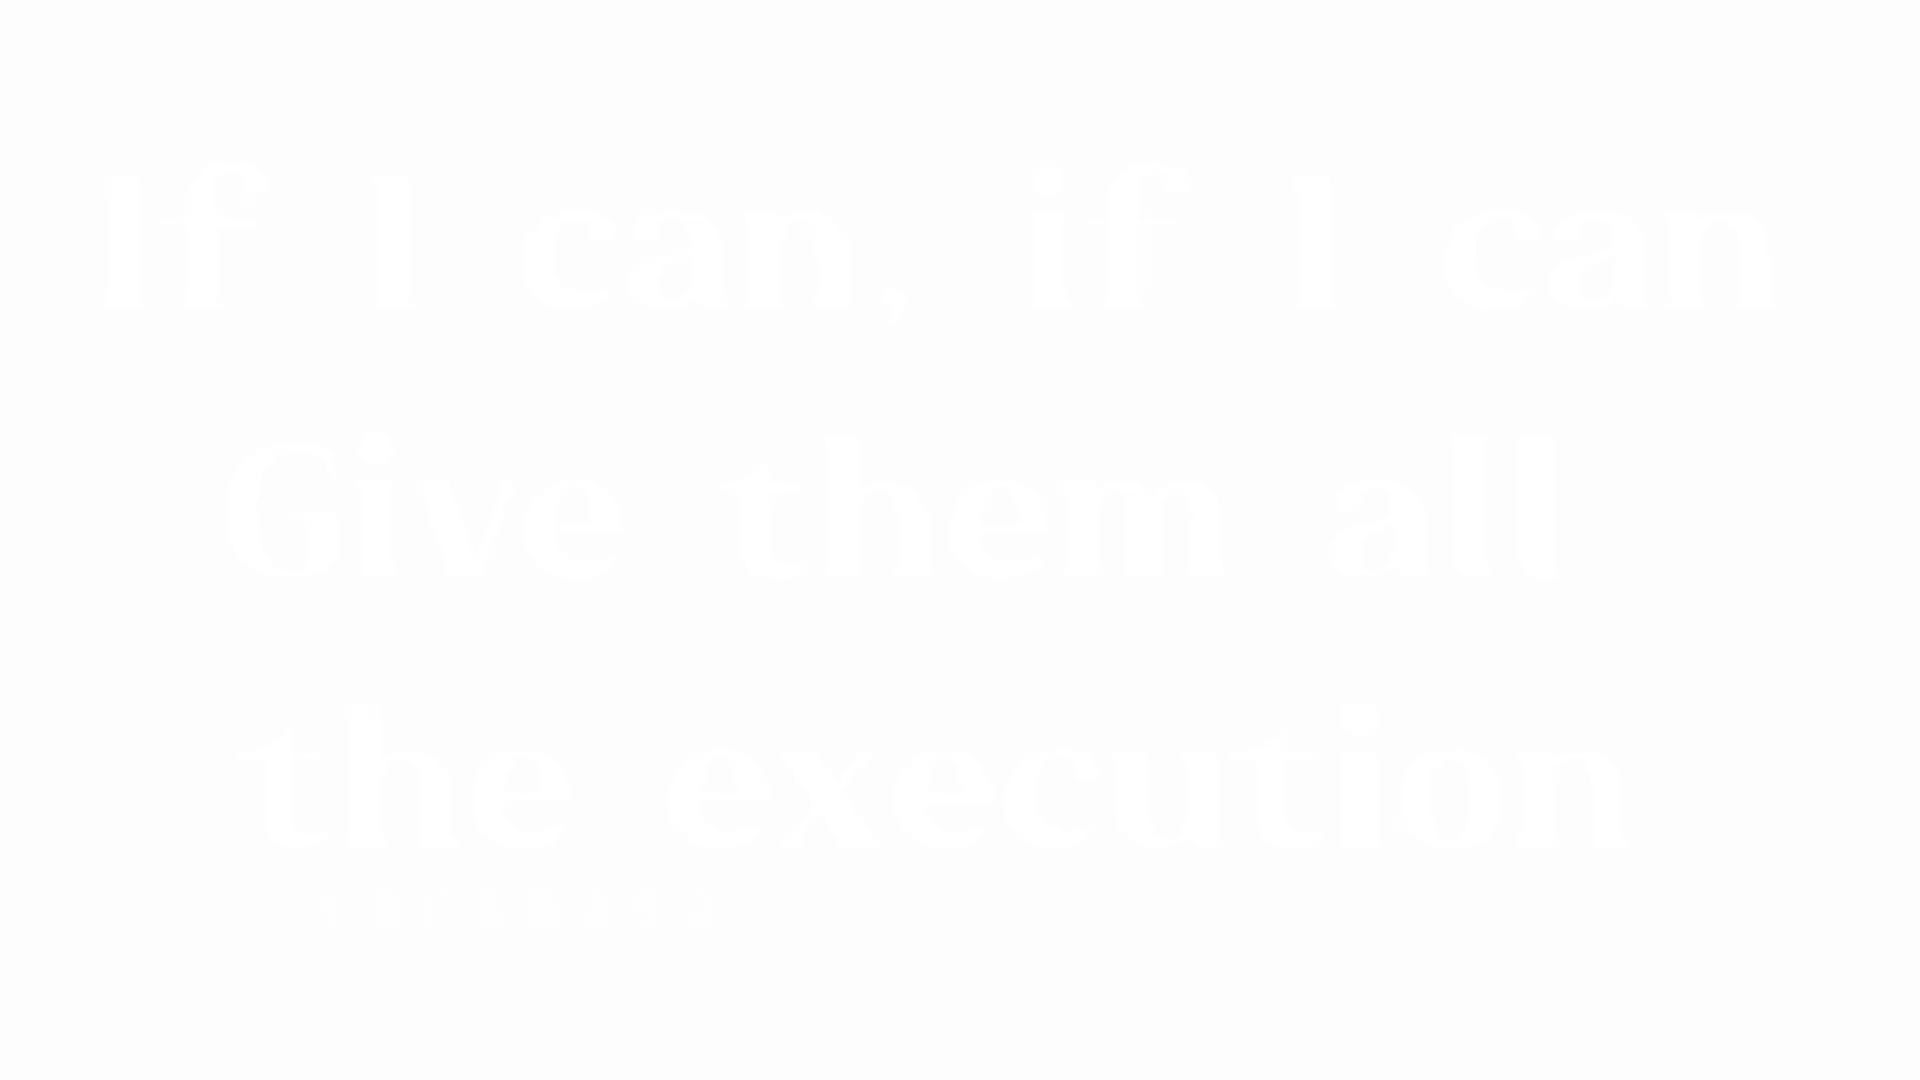 If I can, if I can
Give them all
the execution